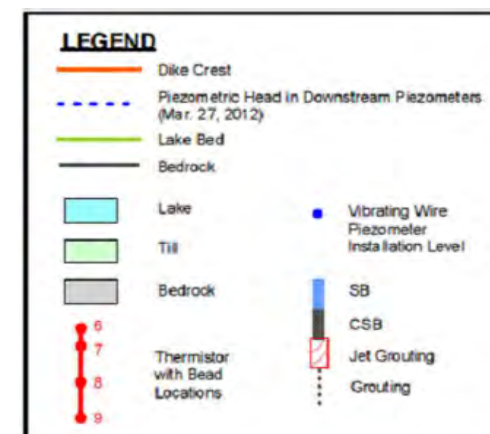 LEGEND
Dike Crest
Piezometric Head in Downstream Piezometers
(Mar. 27, 2012)
Lake Bed
Bedrock
Lake
Till
Bedrock
6
7
8
9
Thermistor
with Bead
Locations
Vibrating Wire
Piezometer
Installation Level
SB
CSB
Jet Grouting
Grouting